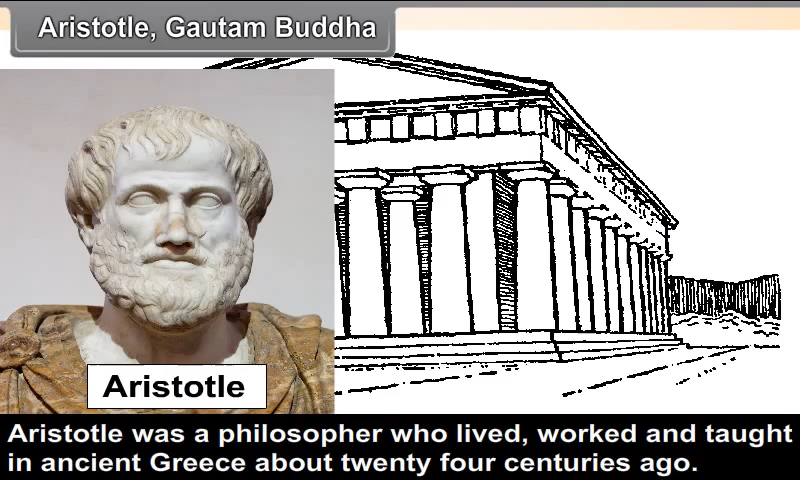 Aristotle, Gautam Buddha
Aristotle
Aristotle was a philosopher who lived, worked and taught
in ancient Greece about twenty four centuries ago.